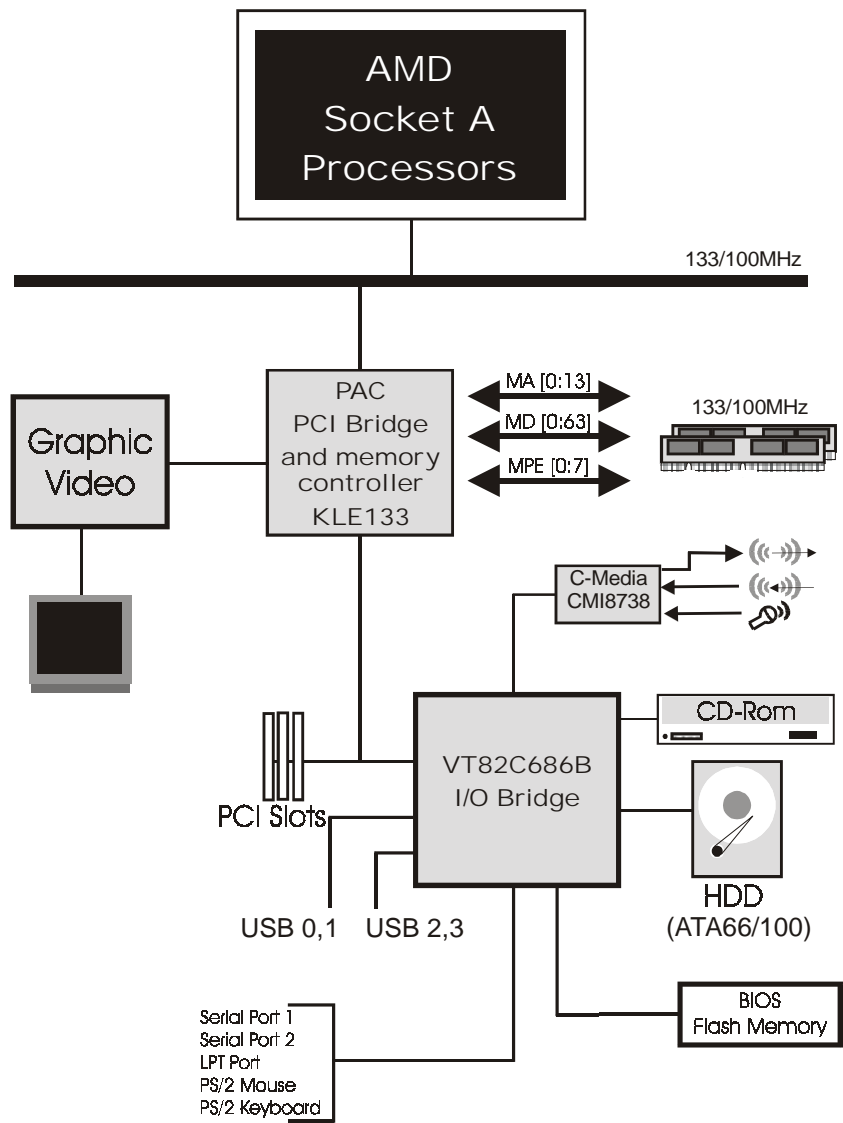 AMD
Socket A
Processors
133/100MHz
PAC
PCI Bridge
and memory
controller
KLE133
MA [0:13]
MD [0:63]
MPE [0:7]
133/100MHz
Graphic
Video
C-Media
CMI8738
CD-Rom
VT82C686B
I/O Bridge
PCI Slots
HDD
(ATA66/100)
USB 0,1
USB 2,3
BIOS
Flash Memory
Serial Port 1
Serial Port 2
LPT Port
PS/2 Mouse
PS/2 Keyboard